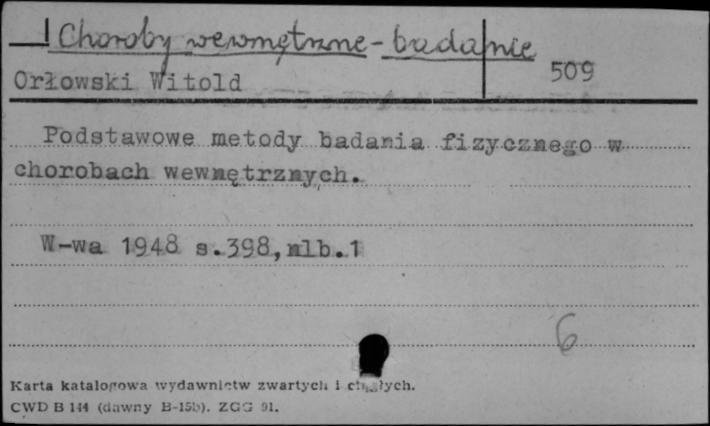 Choroby wewnętrzne - badanie
509
Orłowski Witold
Podstawowe metody badania fizycznego w
chorobach wewnętrznych.
W-wa 1948 s.398,nlb.1
6
Karta katalogowa wydawnictw zwartych i ciągłych.
CWD B 144 (dawny B-15b). ZGG 91.